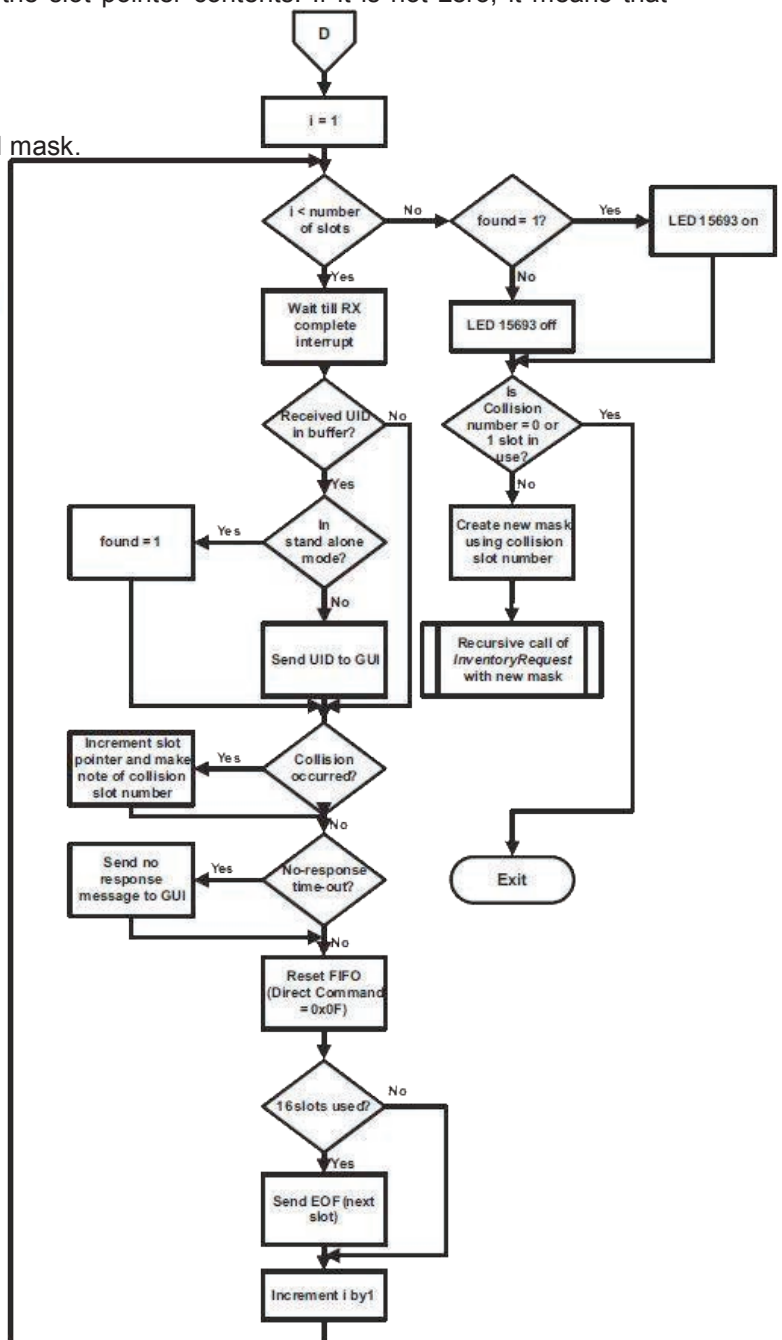 the slot pointer contents. If it is not zero, it means that
D
i = 1
mask.
i < number
of slots
No
found = 1?
Yes
LED 15693 on
Yes
No
Wait till RX
complete
interrupt
LED 15693 off
Received UID
in buffer?
No
Is
Collision
number = 0 or
1 slot in
use?
Yes
Yes
No
found = 1
Yes
In
stand alone
mode?
Create new mask
using collision
slot number
No
Send UID to GUI
Recursive call of
InventoryRequest
with new mask
Increment slot
pointer and make
note of collision
slot number
Yes
Collision
occurred?
No
Send no
response
message to GUI
Yes
No-response
time-out?
Exit
No
Reset FIFO
(Direct Command
= 0x0F)
16 slots used?
No
Yes
Send EOF (next
slot)
Increment i by 1